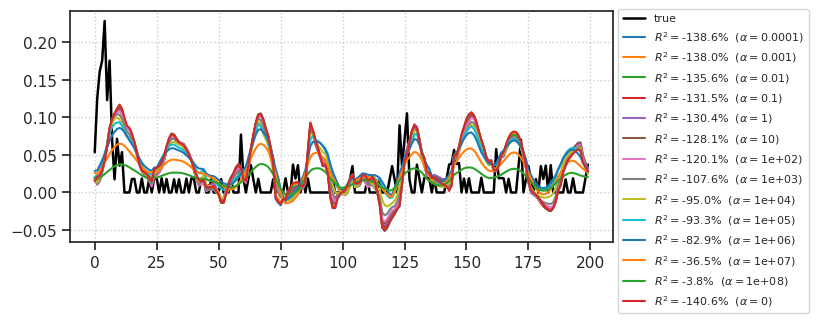 true
R² = -138.6% (α = 0.0001)
R² = -138.0% (α = 0.001)
R² = -135.6% (α = 0.01)
R² = -131.5% (α = 0.1)
R² = -130.4% (α = 1)
R² = -128.1% (α = 10)
R² = -120.1% (α = 1e+02)
R² = -107.6% (α = 1e+03)
R² = -95.0% (α = 1e+04)
R² = -93.3% (α = 1e+05)
R² = -82.9% (α = 1e+06)
R² = -36.5% (α = 1e+07)
R² = -3.8% (α = 1e+08)
R² = -140.6% (α = 0)
0.20
0.15
0.10
0.05
0.00
−0.05
0 25 50 75 100 125 150 175 200